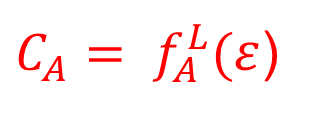 C_A = f_A^L(ε)